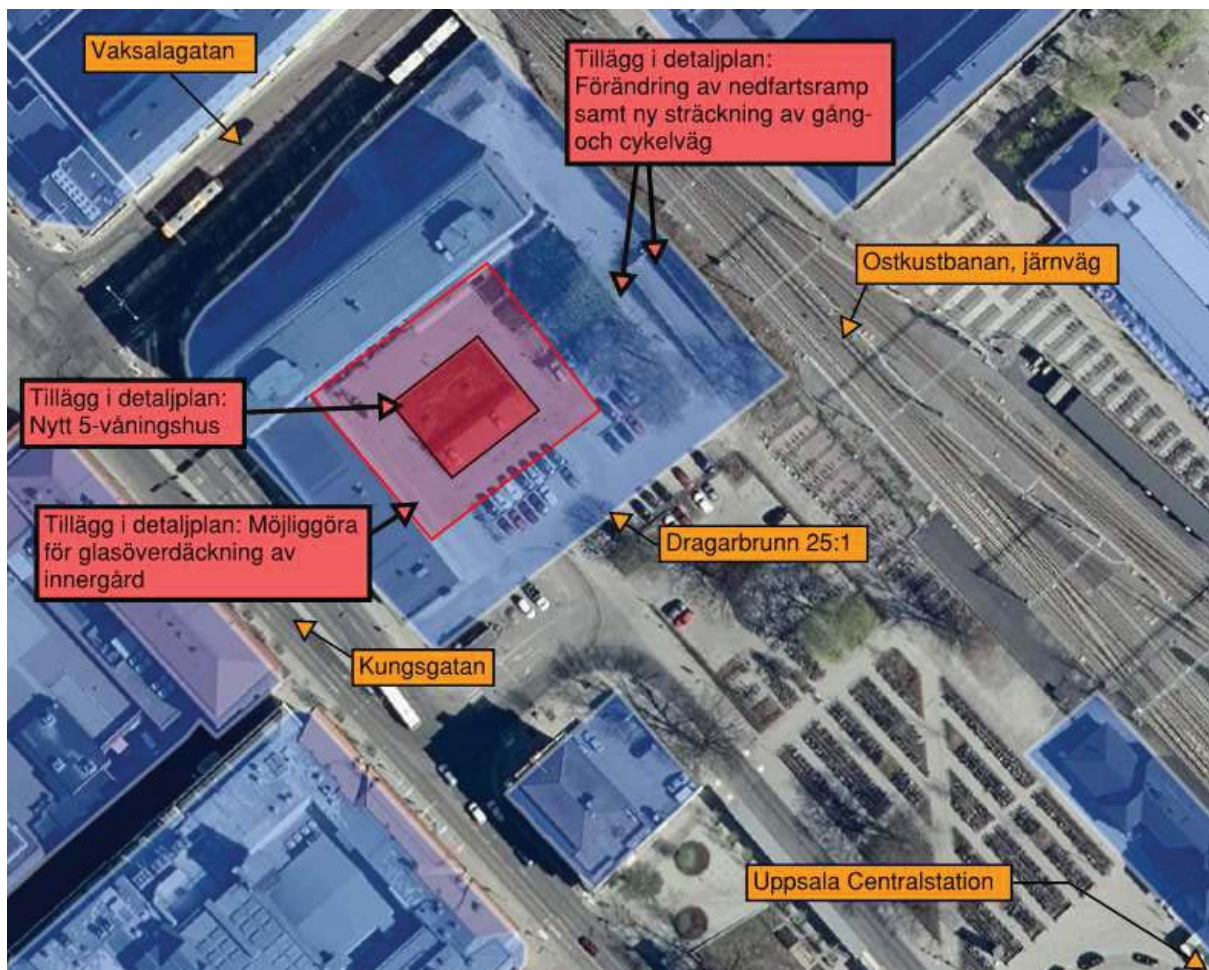 Vaksalagatan
Tillägg i detaljplan:
Förändring av nedfartsramp
samt ny sträckning av gång-
och cykelväg
Ostkustbanan, järnväg
Tillägg i detaljplan:
Nytt 5-våningshus
Tillägg i detaljplan: Möjliggöra
för glasöverdäckning av
innergård
Dragarbrunn 25:1
Kungsgatan
Uppsala Centralstation